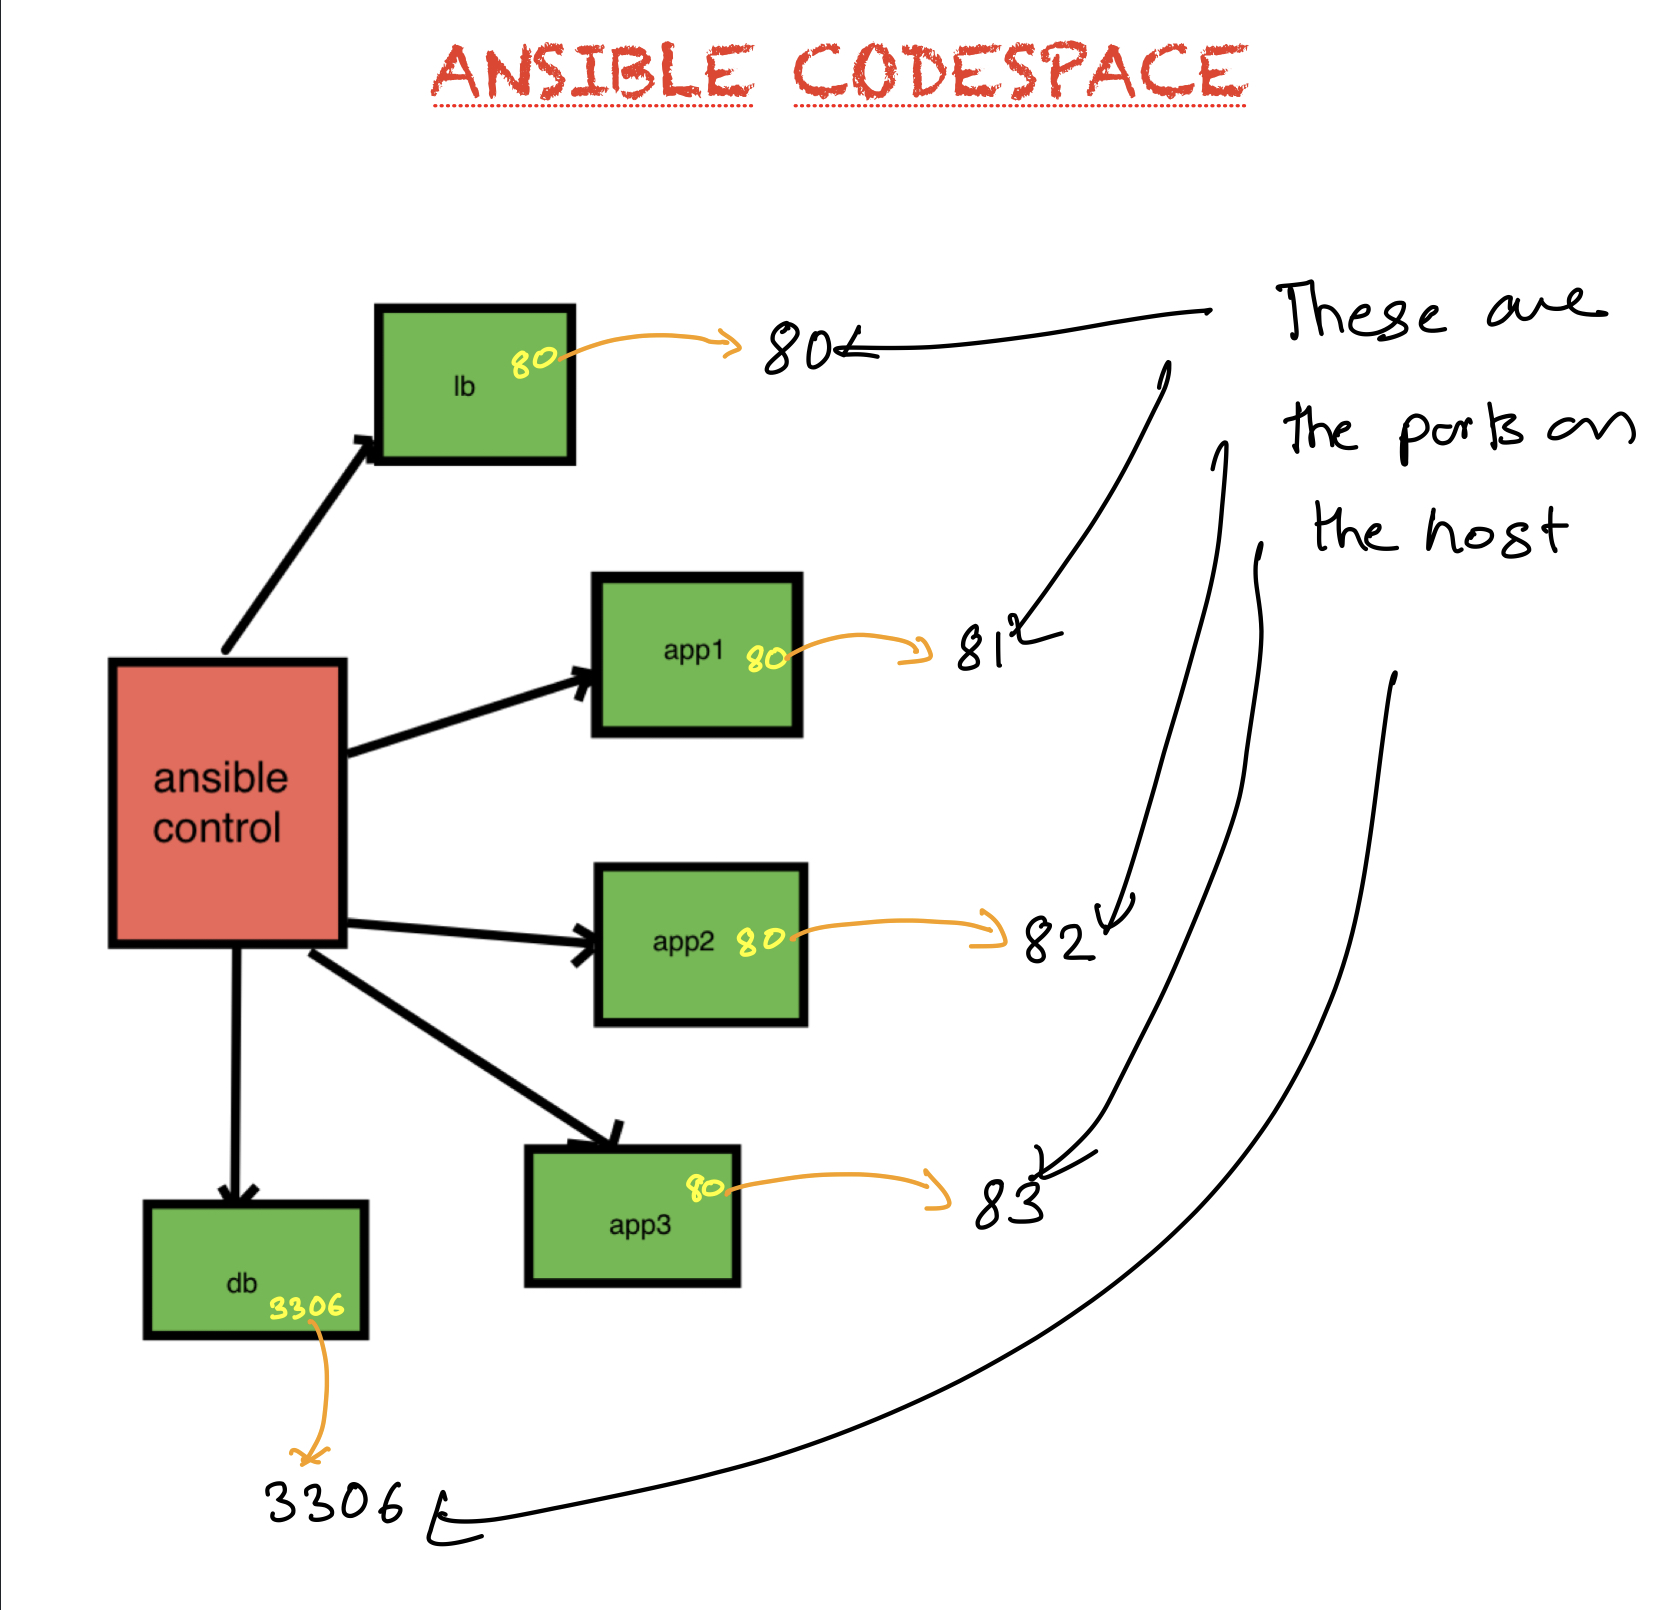 ANSIBLE CODESPACE
lb
80
80
These are
the ports on
the host
app1
80
81
ansible
control
app2
80
82
80
app3
83
db
3306
3306